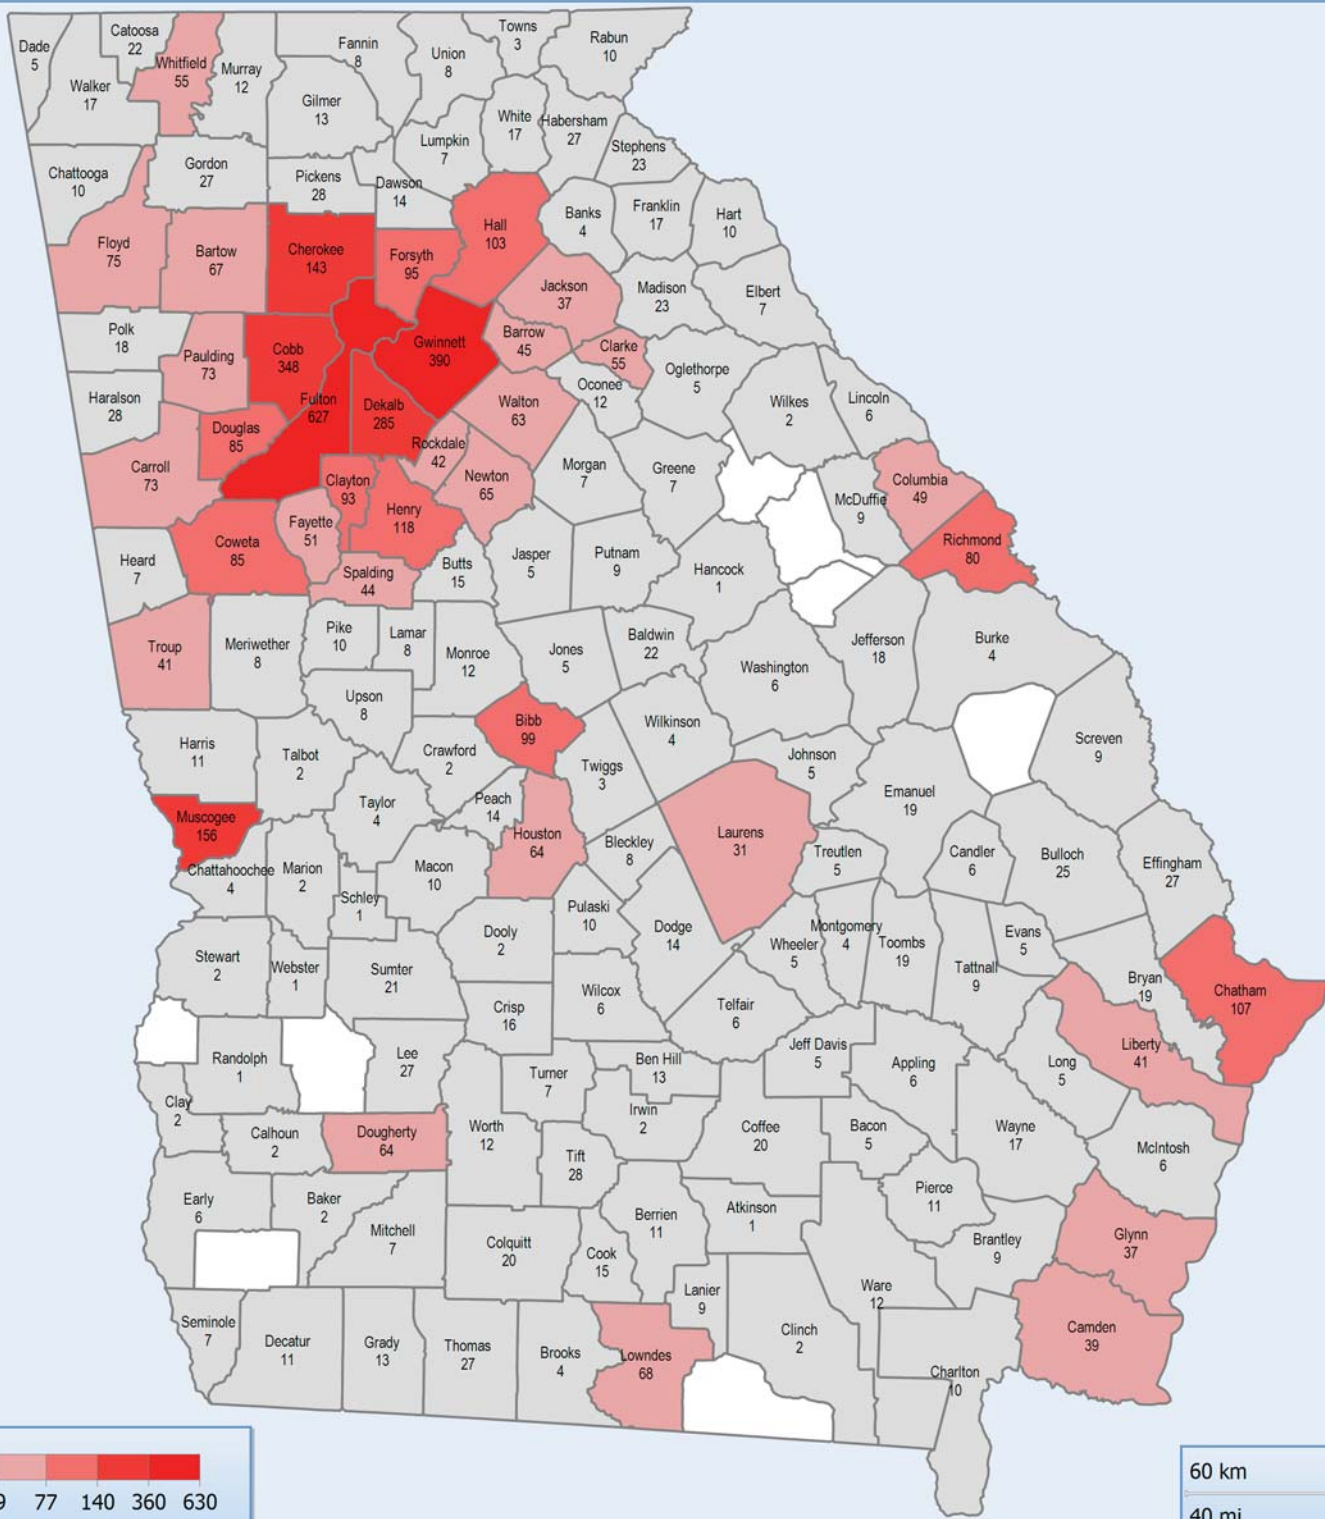 Dade
5
Catoosa
22
Whitfield
55
Murray
12
Fannin
8
Union
8
Towns
3
Rabun
10
Walker
17
Gilmer
13
White
17
Habersham
27
Lumpkin
7
Stephens
23
Chattooga
10
Gordon
27
Pickens
28
Dawson
14
Banks
4
Franklin
17
Hart
10
Hall
103
Floyd
75
Bartow
67
Cherokee
143
Forsyth
95
Jackson
37
Madison
23
Elbert
7
Polk
18
Paulding
73
Cobb
348
Gwinnett
390
Barrow
45
Clarke
55
Oglethorpe
5
Oconee
12
Haralson
28
Fulton
627
Dekalb
285
Walton
63
Wilkes
2
Lincoln
6
Douglas
85
Rockdale
42
Carroll
73
Clayton
93
Newton
65
Morgan
7
Greene
7
McDuffie
9
Columbia
49
Fayette
51
Henry
118
Coweta
85
Richmond
80
Heard
7
Spalding
44
Butts
15
Jasper
5
Putnam
9
Hancock
1
Troup
41
Meriwether
8
Pike
10
Lamar
8
Monroe
12
Jones
5
Baldwin
22
Washington
6
Jefferson
18
Burke
4
Upson
8
Harris
11
Talbot
2
Crawford
2
Bibb
99
Twiggs
3
Wilkinson
4
Johnson
5
Screven
9
Emanuel
19
Muscogee
156
Taylor
4
Peach
14
Houston
64
Bleckley
8
Laurens
31
Treutlen
5
Candler
6
Bulloch
25
Effingham
27
Chattahoochee
4
Marion
2
Schley
1
Macon
10
Pulaski
10
Dodge
14
Dooly
2
Wheeler
5
Montgomery
4
Toombs
19
Tattnall
9
Evans
5
Bryan
19
Chatham
107
Stewart
2
Webster
1
Sumter
21
Crisp
16
Wilcox
6
Telfair
6
Jeff Davis
5
Appling
6
Long
5
Liberty
41
Randolph
1
Lee
27
Turner
7
Ben Hill
13
Irwin
2
Clay
2
Calhoun
2
Dougherty
64
Worth
12
Tift
28
Coffee
20
Bacon
5
Wayne
17
McIntosh
6
Early
6
Baker
2
Mitchell
7
Colquitt
20
Cook
15
Berrien
11
Atkinson
1
Pierce
11
Brantley
9
Glynn
37
Seminole
7
Decatur
11
Grady
13
Thomas
27
Brooks
4
Lowndes
68
Lanier
9
Clinch
2
Ware
12
Charlton
10
Camden
39
9 77 140 360 630
60 km
40 mi